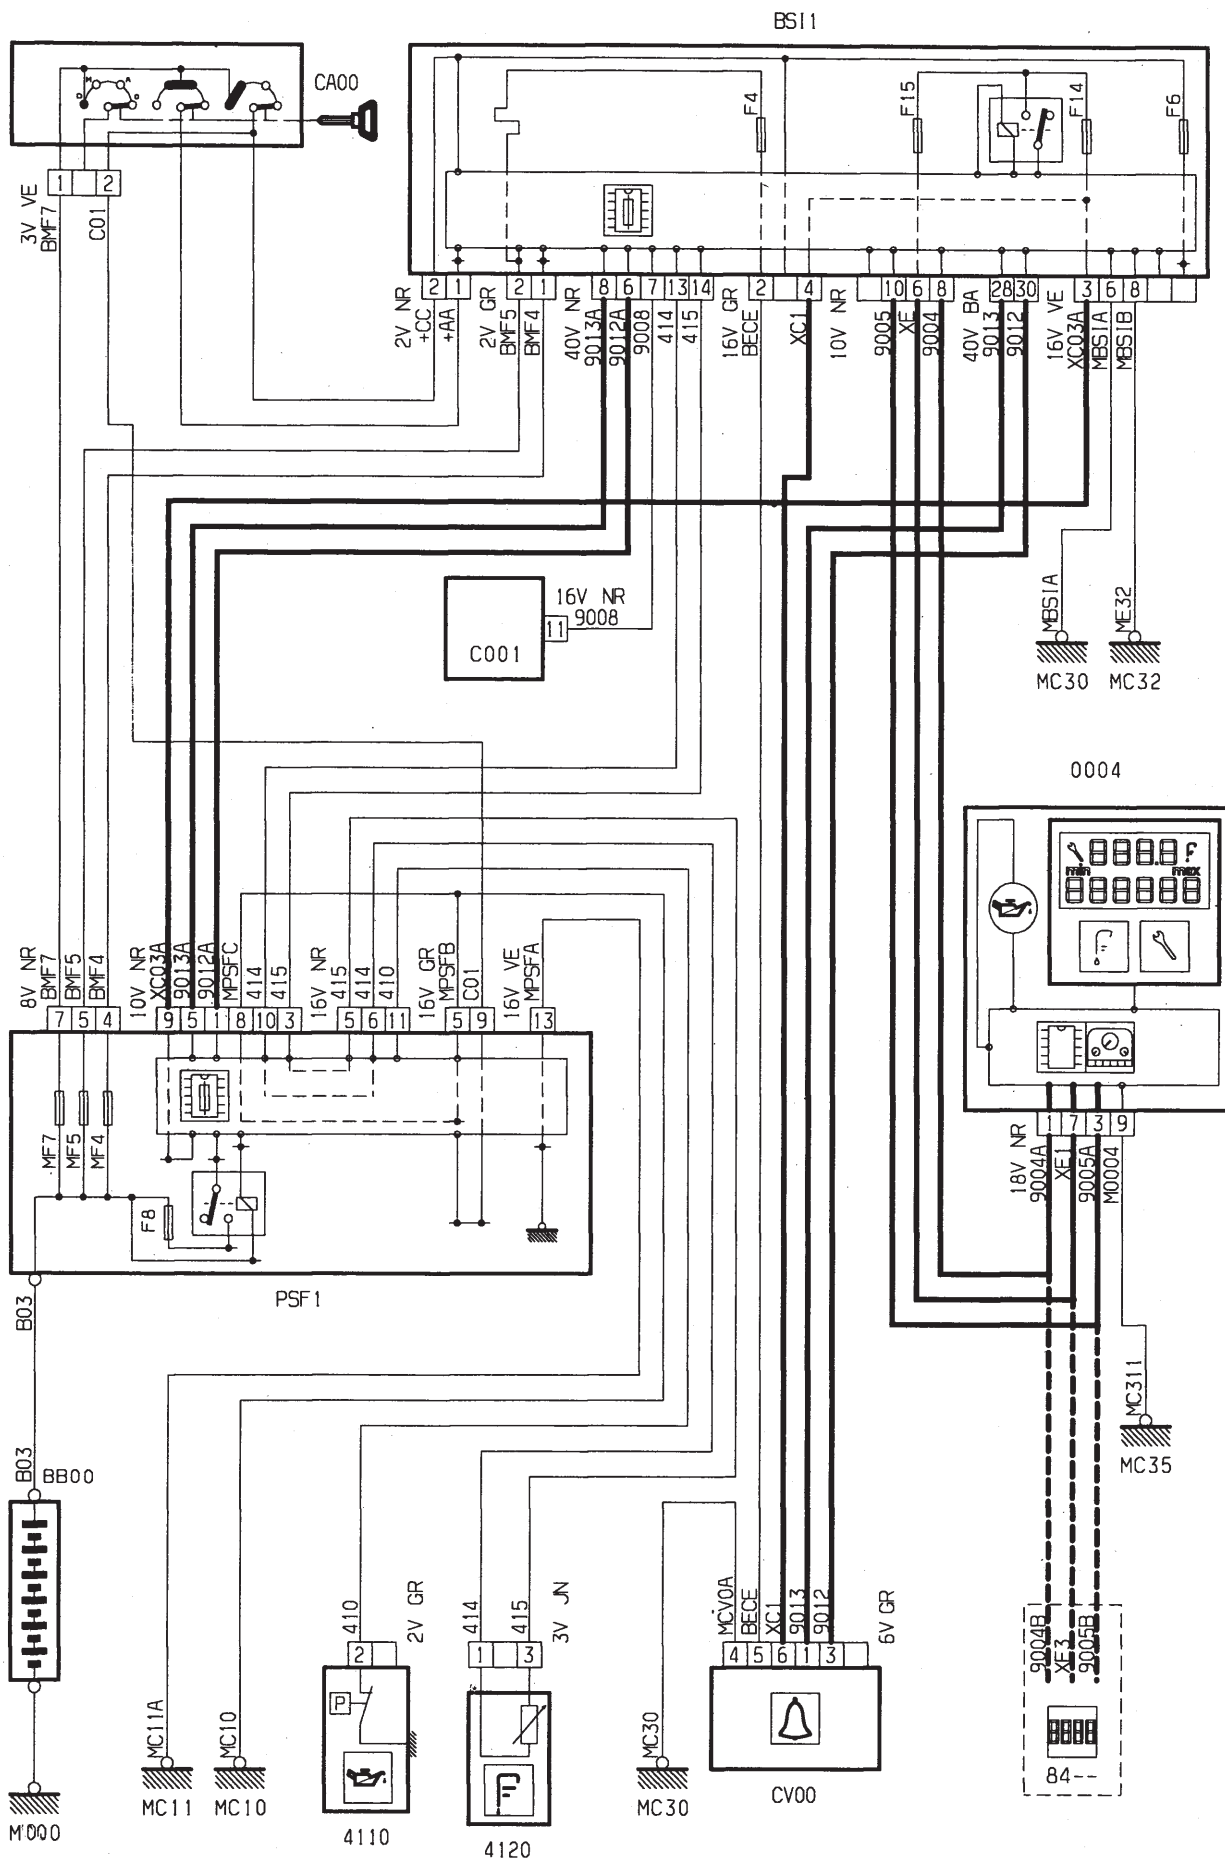 BSI1
CA00
M A
D D
F4
F15
F14
F6
1 2
3V VE
BMF7
C01
2 1 2 1 8 6 7 13 14 2 4 10 6 8 28 30 3 6 8
2V NR
+CC
+AA
2V GR
BMF5
BMF4
40V NR
9013A
9012A
9008
414
415
16V GR
BECE
XC1
10V NR
9005
XE
9004
40V BA
9013
9012
16V VE
XC03A
MBSIA
MBSIB
16V NR
9008
11
C001
MBSIA
ME32
MC30 MC32
0004
min max
8V NR
BMF7
BMF5
BMF4
10V NR
XC03A
9013A
9012A
MPSFC
414
415
16V NR
415
414
410
16V GR
MPSFB
C01
16V VE
MPSFA
7 5 4 9 5 1 8 10 3 5 6 11 5 9 13
MF7
MF5
MF4
F8
PSF1
1 7 3 9
18V NR
9004A
XE1
9005A
M0004
B03
B03
BB00
MC311
MC35
410
2V GR
414
415
3V JN
MCV0A
BECE
XC1
9013
9012
6V GR
2
1 3
4 5 6 1 3
9004B
XE3
9005B
P
MC11A
MC10
MC30
84--
M000
MC11 MC10
4110
4120
MC30
CV00